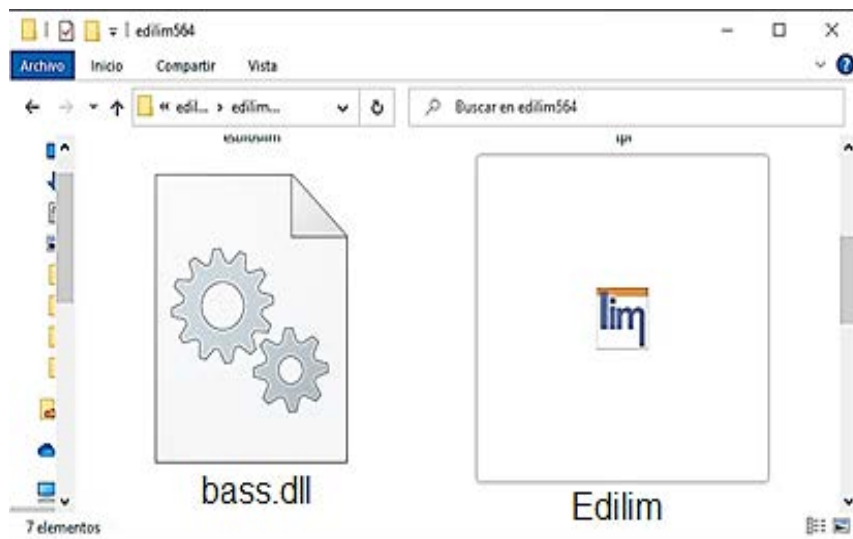 edilim564
Archivo Inicio Compartir Vista
« edil... › edilim...
Buscar en edilim564
lim
bass.dll
Edilim
7 elementos